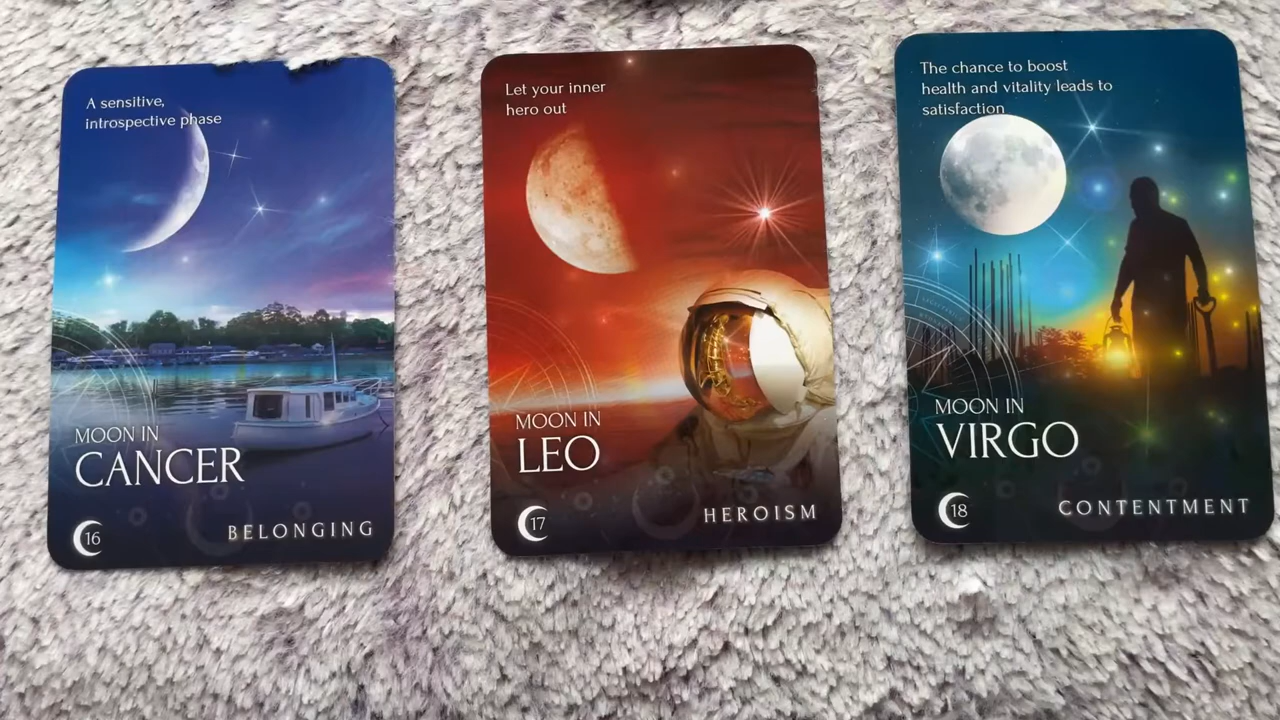 A sensitive,
introspective phase
MOON IN
CANCER
16
BELONGING
Let your inner
hero out
MOON IN
LEO
17
HEROISM
The chance to boost
health and vitality leads to
satisfaction
MOON IN
VIRGO
18
CONTENTMENT